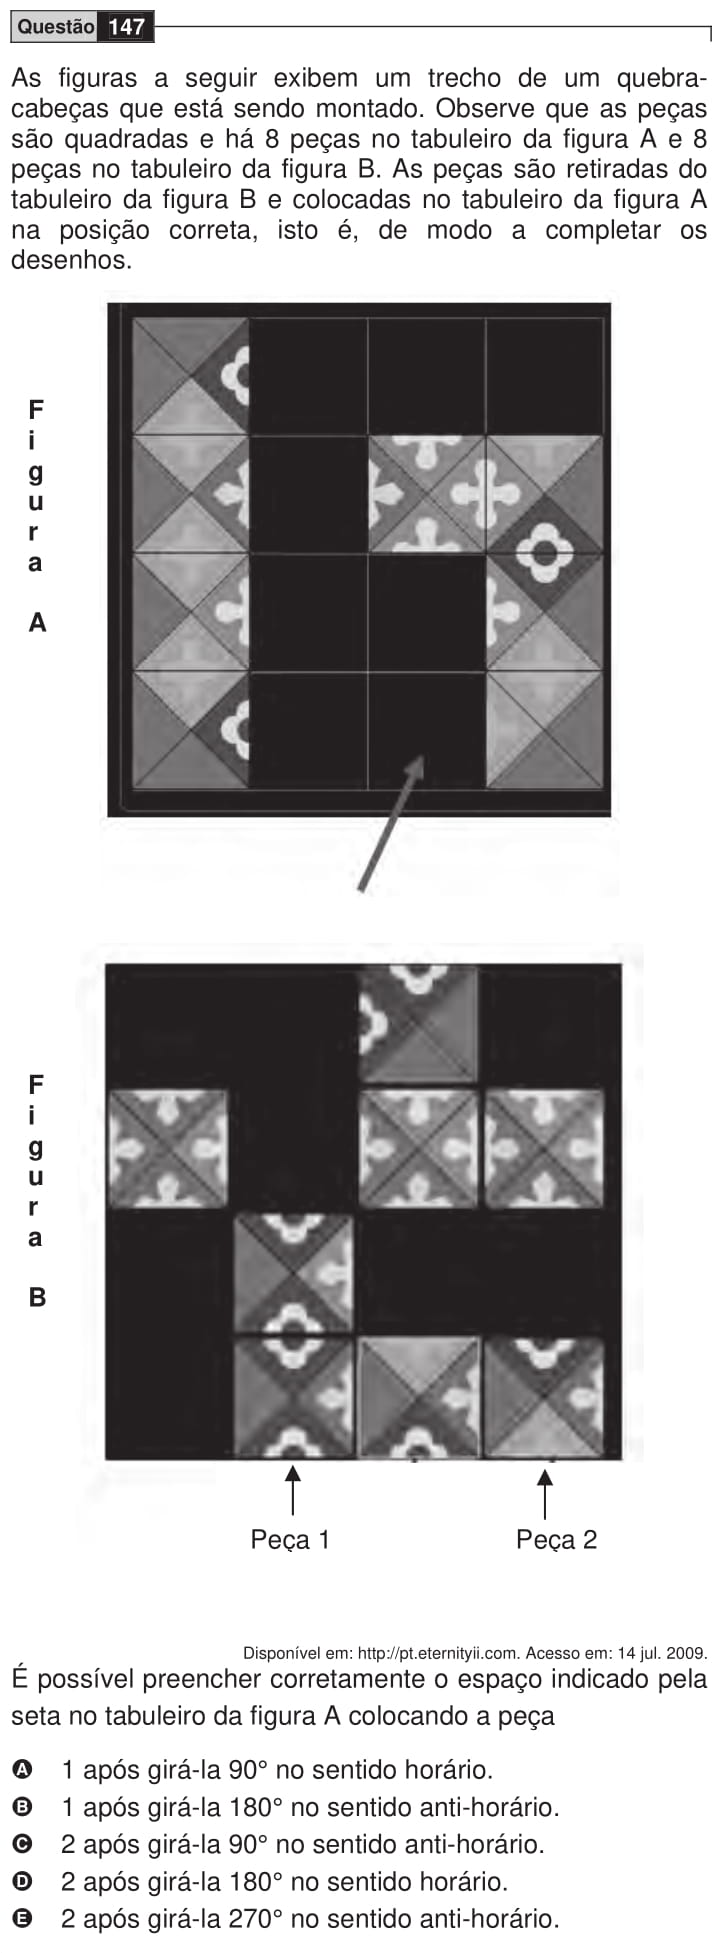 Questão 147
As figuras a seguir exibem um trecho de um quebra-
cabeças que está sendo montado. Observe que as peças
são quadradas e há 8 peças no tabuleiro da figura A e 8
peças no tabuleiro da figura B. As peças são retiradas do
tabuleiro da figura B e colocadas no tabuleiro da figura A
na posição correta, isto é, de modo a completar os
desenhos.
F
i
g
u
r
a
A
F
i
g
u
r
a
B
Peça 1 Peça 2
Disponível em: http://pt.eternityii.com. Acesso em: 14 jul. 2009.
É possível preencher corretamente o espaço indicado pela
seta no tabuleiro da figura A colocando a peça
A 1 após girá-la 90° no sentido horário.
B 1 após girá-la 180° no sentido anti-horário.
C 2 após girá-la 90° no sentido anti-horário.
D 2 após girá-la 180° no sentido horário.
E 2 após girá-la 270° no sentido anti-horário.